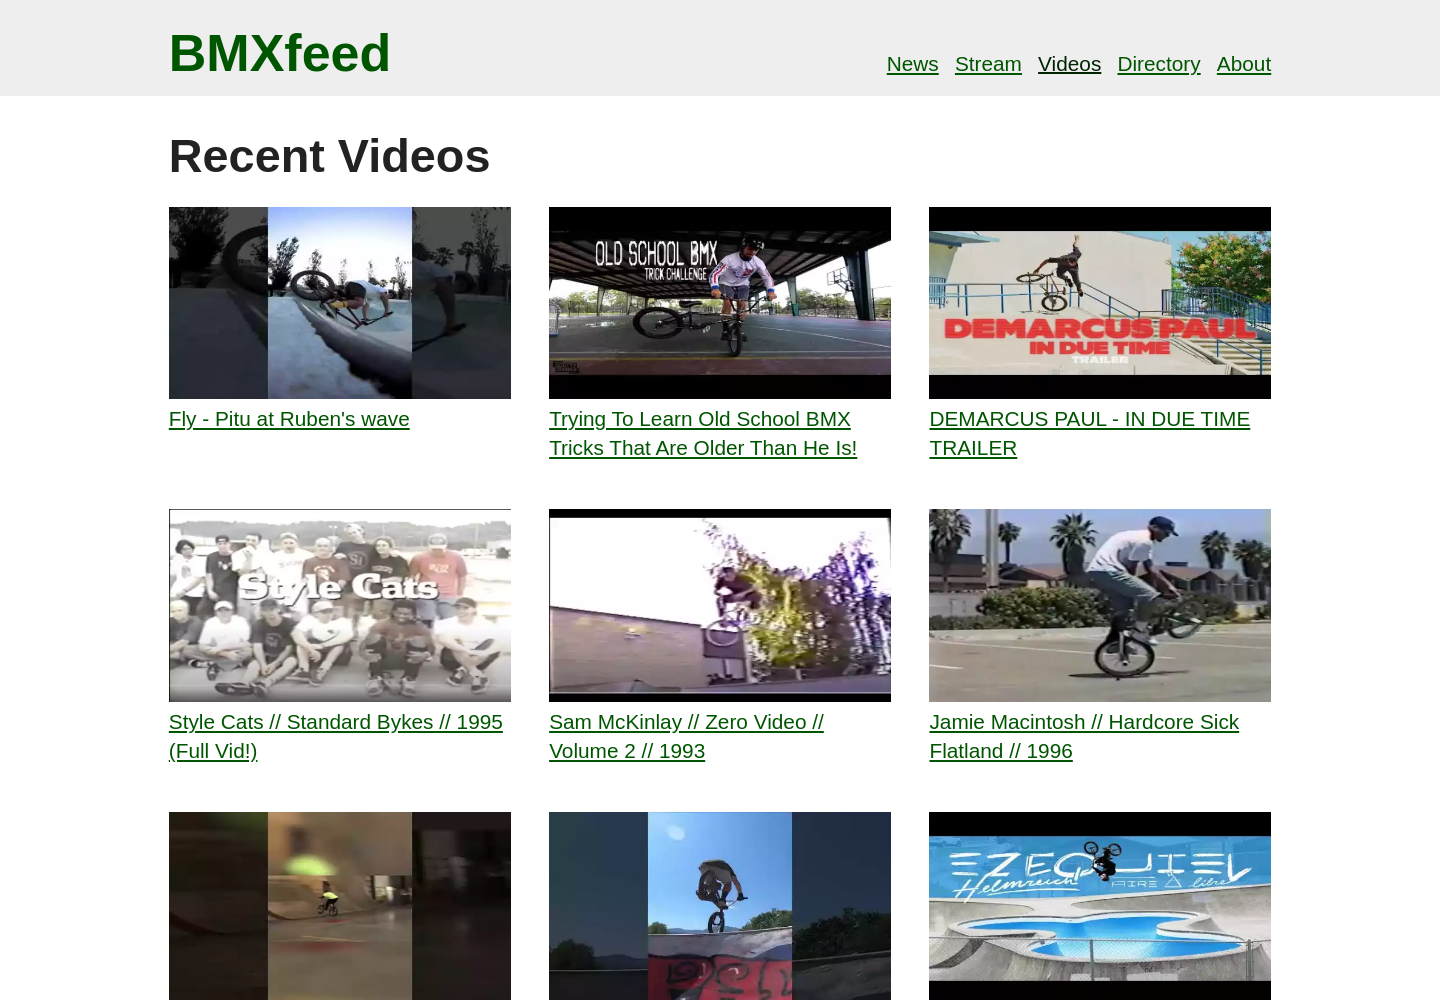 BMXfeed
News Stream Videos Directory About
Recent Videos
OLD SCHOOL BMX
TRICK CHALLENGE
DEMARCUS PAUL
IN DUE TIME
TRAILER
Fly - Pitu at Ruben's wave
Trying To Learn Old School BMX
Tricks That Are Older Than He Is!
DEMARCUS PAUL - IN DUE TIME
TRAILER
Style Cats
Style Cats // Standard Bykes // 1995
(Full Vid!)
Sam McKinlay // Zero Video //
Volume 2 // 1993
Jamie Macintosh // Hardcore Sick
Flatland // 1996
EZEQUIEL
Helmreich AIRE libre